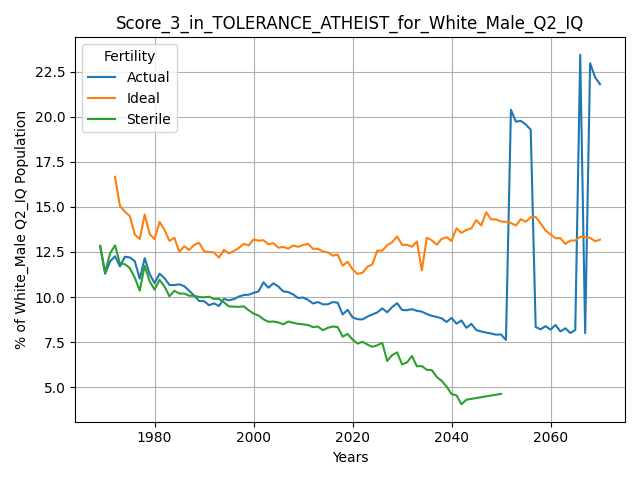 Score_3_in_TOLERANCE_ATHEIST_for_White_Male_Q2_IQ
Fertility
Actual
Ideal
Sterile
% of White_Male Q2_IQ Population
22.5
20.0
17.5
15.0
12.5
10.0
7.5
5.0
1980
2000
2020
2040
2060
Years